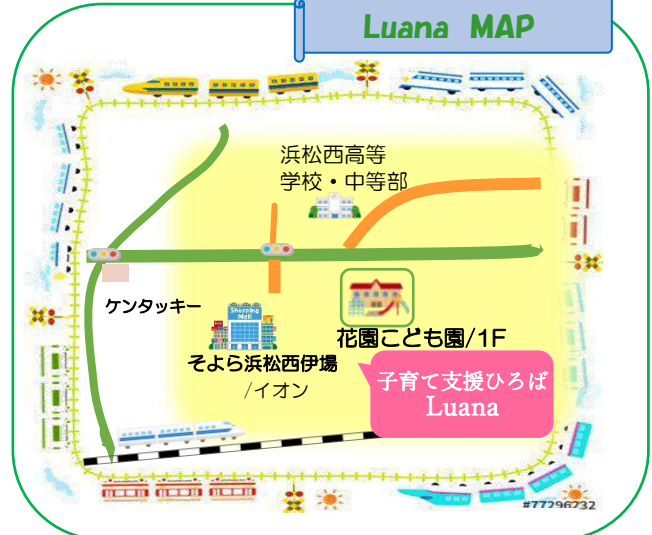 Luana MAP
浜松西高等
学校・中等部
ケンタッキー
Shopping
Mall
そよら浜松西伊場
/イオン
花園こども園/1F
子育て支援ひろば
Luana
#77296232